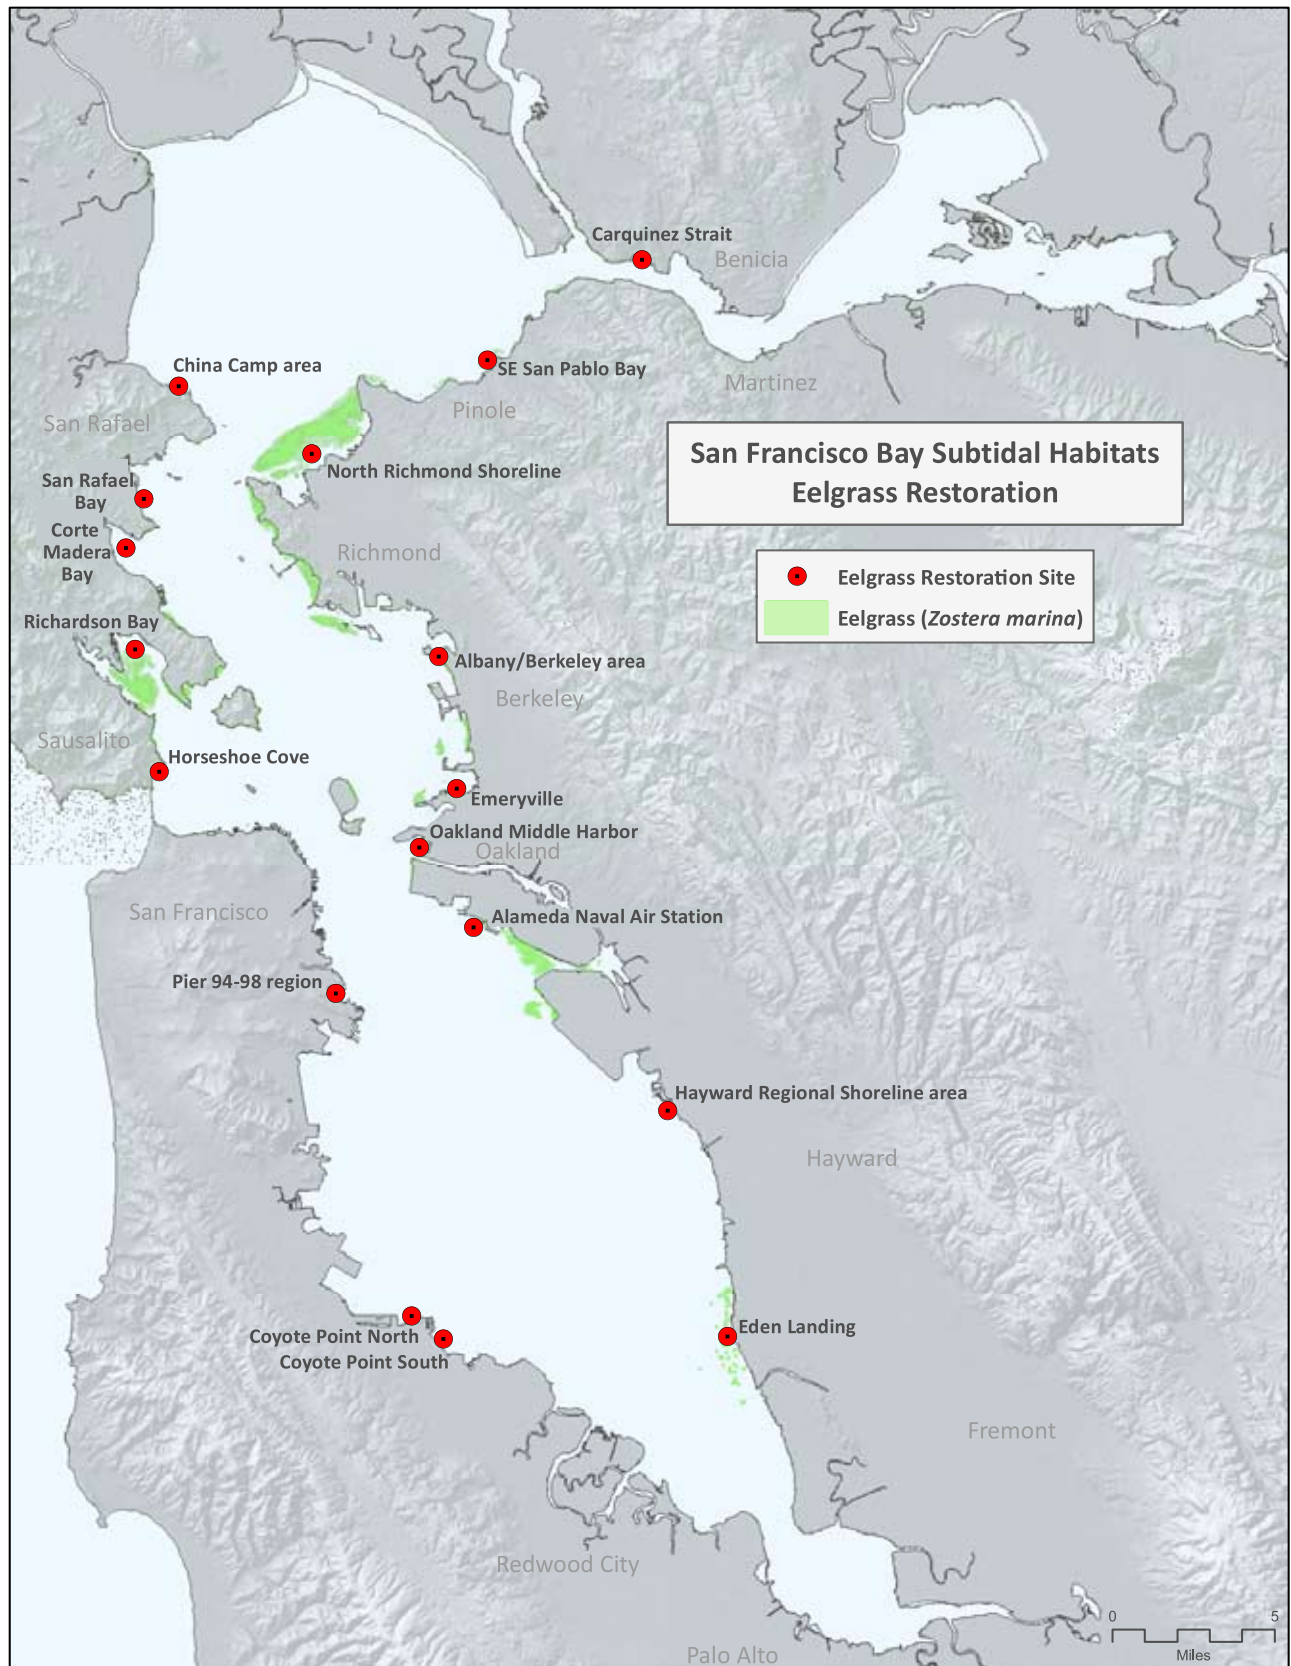 Carquinez Strait
Benicia
China Camp area
SE San Pablo Bay
Martinez
San Rafael
Pinole
San Francisco Bay Subtidal Habitats
Eelgrass Restoration
North Richmond Shoreline
San Rafael
Bay
Corte
Madera
Bay
Richmond
Eelgrass Restoration Site
Eelgrass (Zostera marina)
Richardson Bay
Albany/Berkeley area
Berkeley
Sausalito
Horseshoe Cove
Emeryville
Oakland Middle Harbor
Oakland
San Francisco
Alameda Naval Air Station
Pier 94-98 region
Hayward Regional Shoreline area
Hayward
Eden Landing
Coyote Point North
Coyote Point South
Fremont
Redwood City
0 5
Miles
Palo Alto